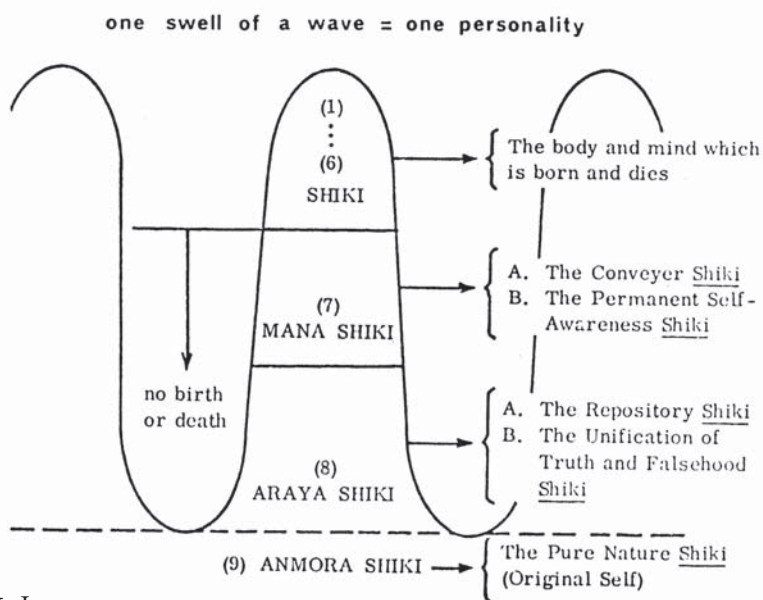 one swell of a wave = one personality
(1)
(6)
SHIKI
The body and mind which
is born and dies
(7)
MANA SHIKI
A. The Conveyer Shiki
B. The Permanent Self-
Awareness Shiki
no birth
or death
(8)
ARAYA SHIKI
A. The Repository Shiki
B. The Unification of
Truth and Falsehood
Shiki
(9) ANMORA SHIKI
The Pure Nature Shiki
(Original Self)